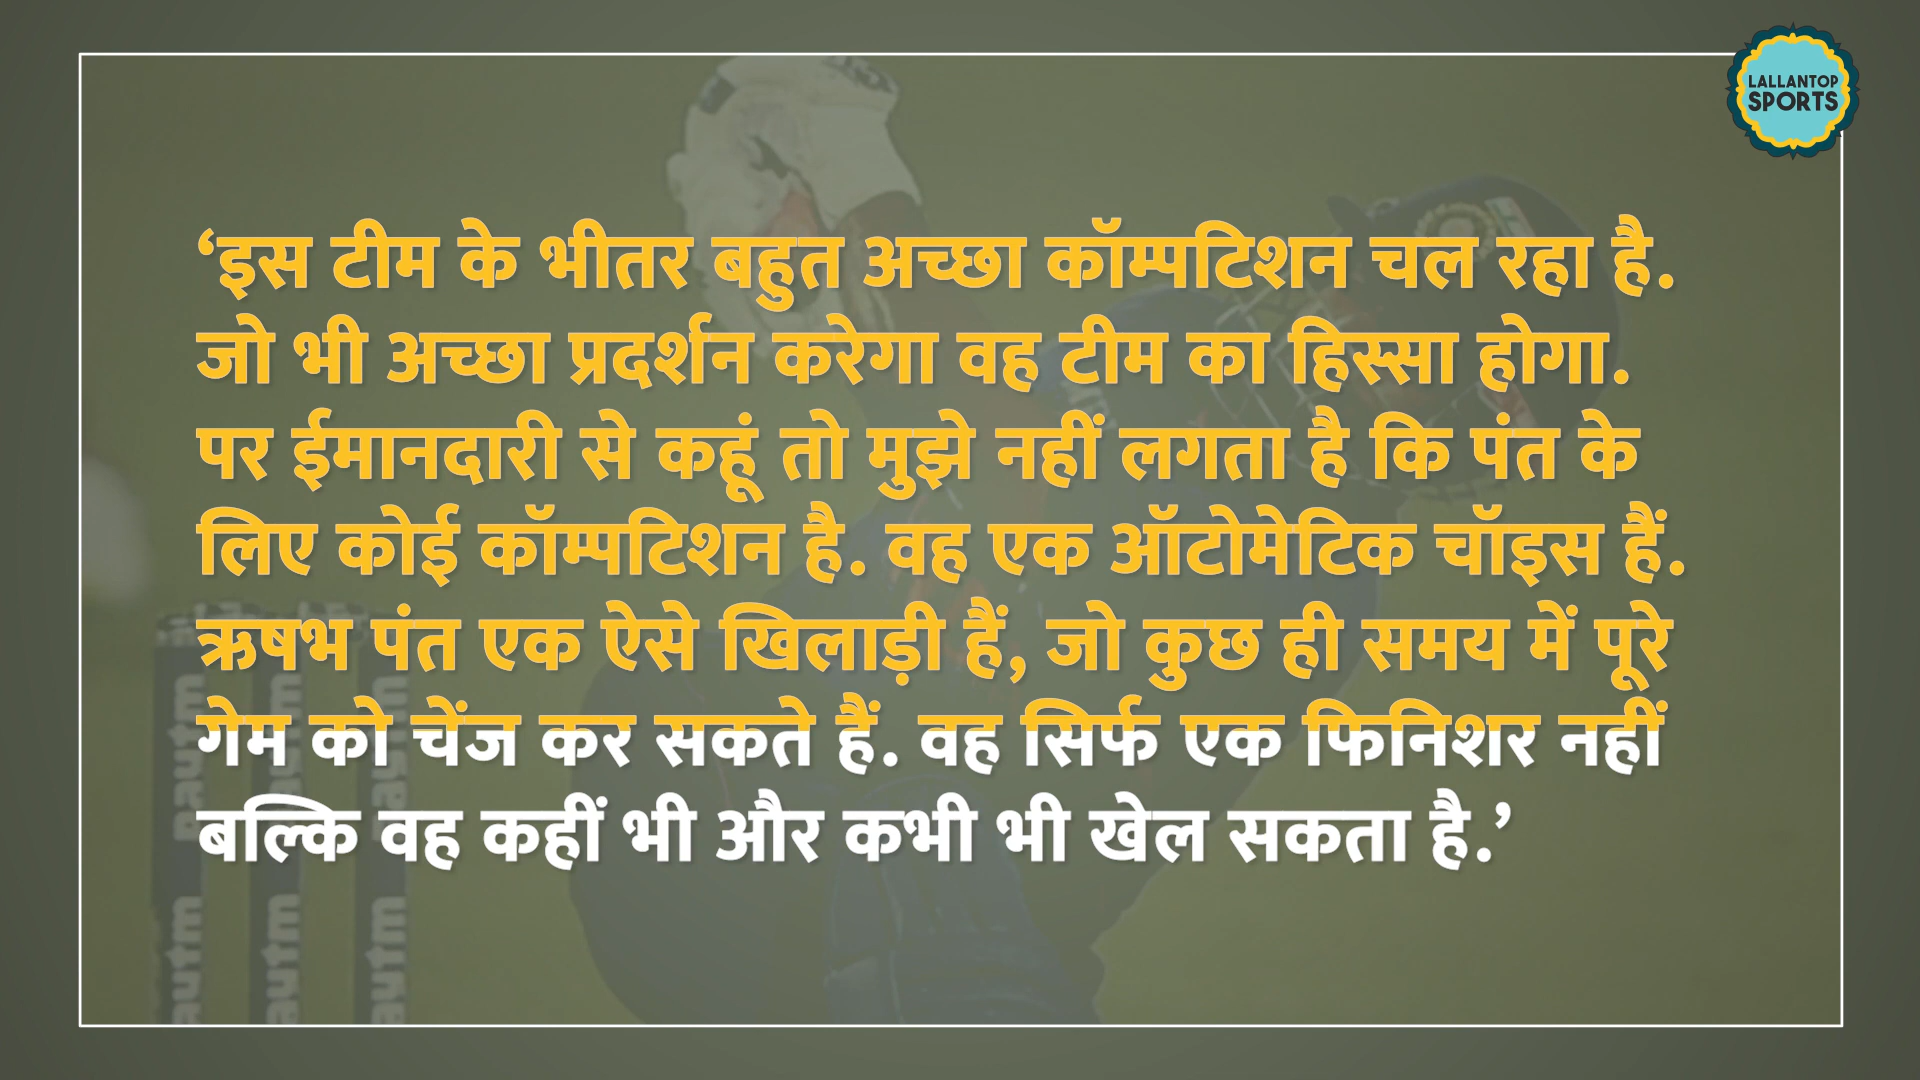 LALLANTOP
SPORTS
‘इस टीम के भीतर बहुत अच्छा कॉम्पटिशन चल रहा है.
जो भी अच्छा प्रदर्शन करेगा वह टीम का हिस्सा होगा.
पर ईमानदारी से कहूं तो मुझे नहीं लगता है कि पंत के
लिए कोई कॉम्पटिशन है. वह एक ऑटोमेटिक चॉइस हैं.
ऋषभ पंत एक ऐसे खिलाड़ी हैं, जो कुछ ही समय में पूरे
गेम को चेंज कर सकते हैं. वह सिर्फ एक फिनिशर नहीं
बल्कि वह कहीं भी और कभी भी खेल सकता है.’